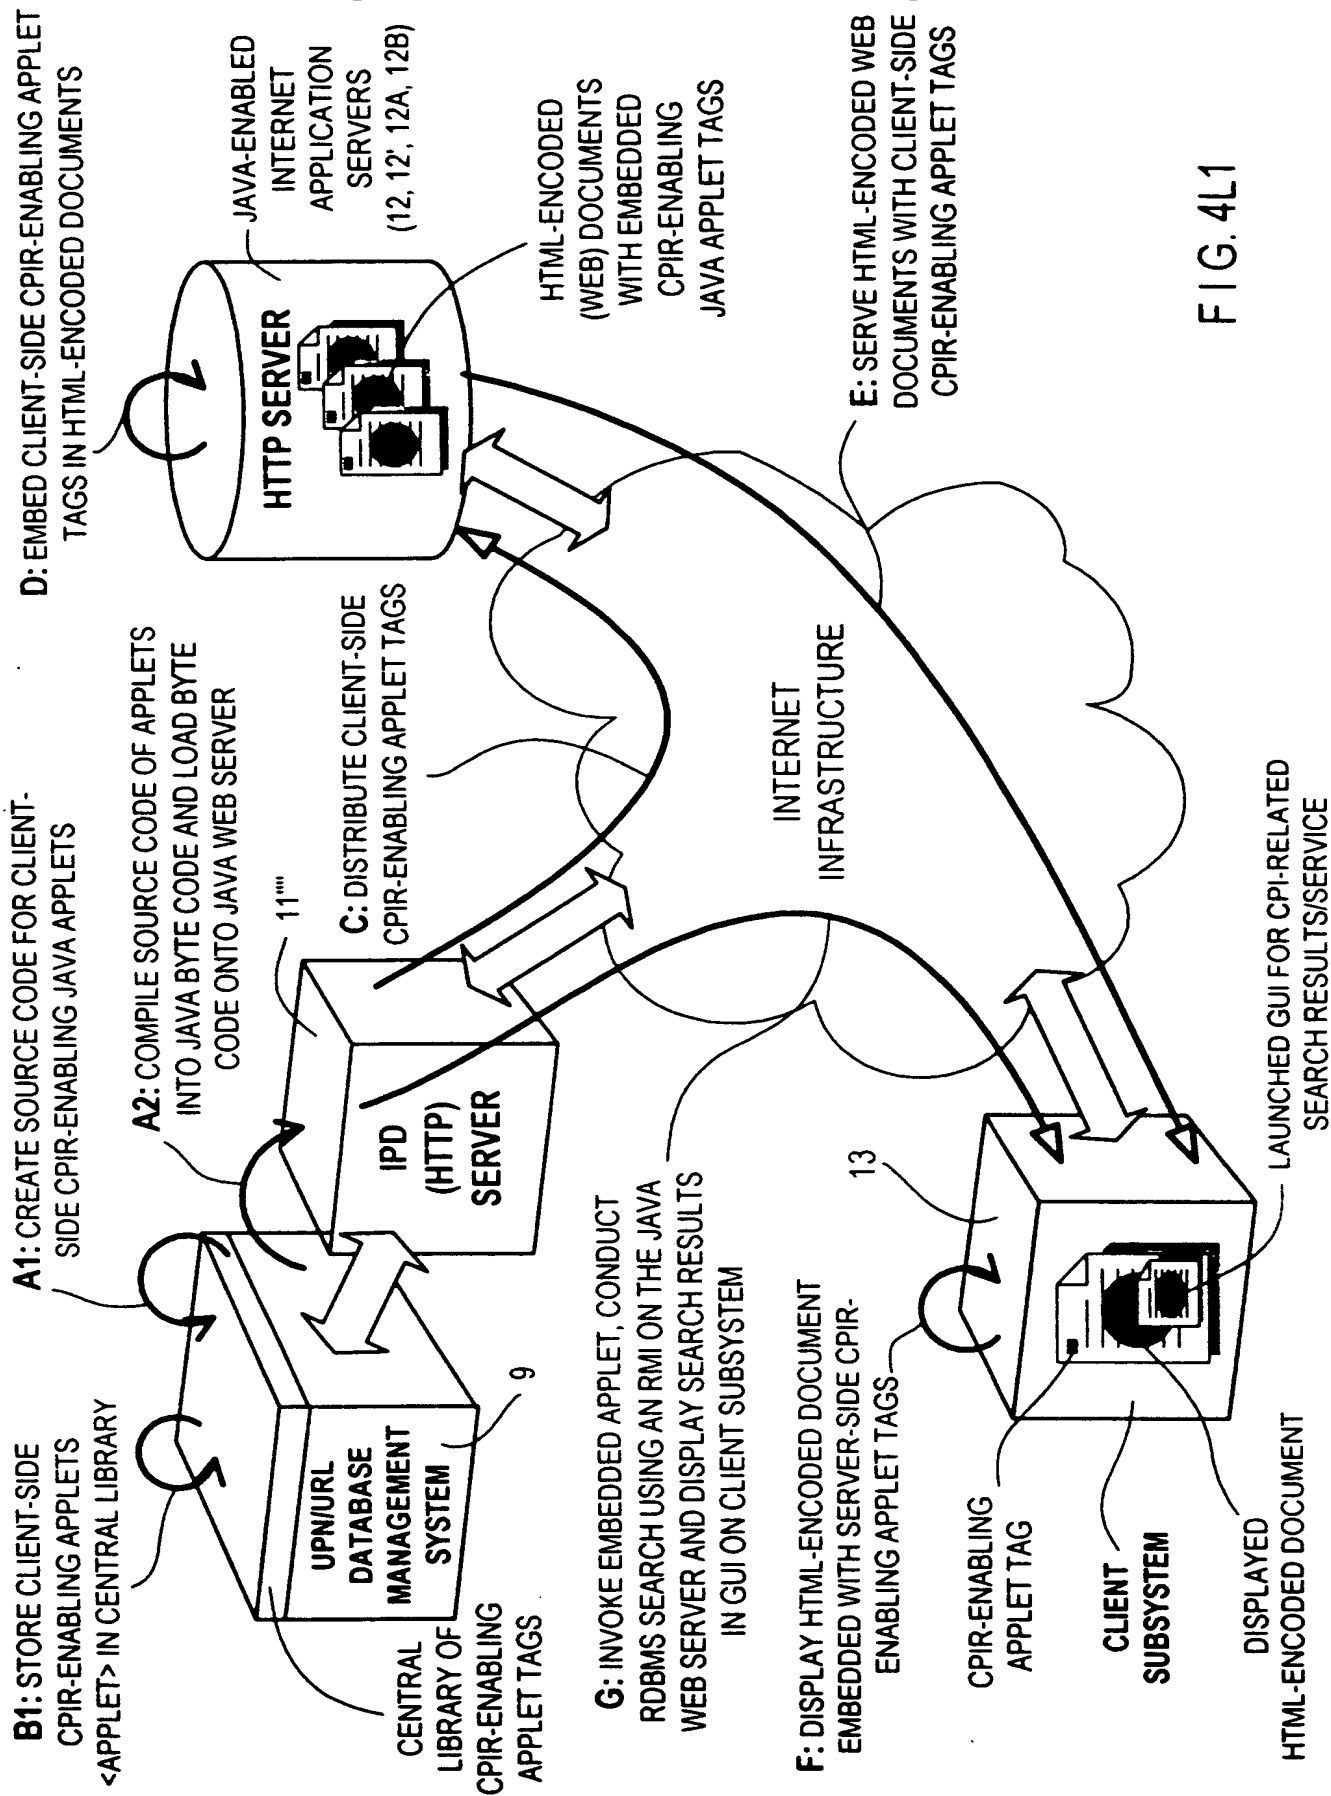 B1: STORE CLIENT-SIDE
CPIR-ENABLING APPLETS
<APPLET> IN CENTRAL LIBRARY
A1: CREATE SOURCE CODE FOR CLIENT-
SIDE CPIR-ENABLING JAVA APPLETS
A2: COMPILE SOURCE CODE OF APPLETS
INTO JAVA BYTE CODE AND LOAD BYTE
CODE ONTO JAVA WEB SERVER
11''''
D: EMBED CLIENT-SIDE CPIR-ENABLING APPLET
TAGS IN HTML-ENCODED DOCUMENTS
JAVA-ENABLED
INTERNET
APPLICATION
SERVERS
(12, 12', 12A, 12B)
HTTP SERVER
HTML-ENCODED
(WEB) DOCUMENTS
WITH EMBEDDED
CPIR-ENABLING
JAVA APPLET TAGS
C: DISTRIBUTE CLIENT-SIDE
CPIR-ENABLING APPLET TAGS
UPN/URL
DATABASE
MANAGEMENT
SYSTEM
9
IPD
(HTTP)
SERVER
CENTRAL
LIBRARY OF
CPIR-ENABLING
APPLET TAGS
G: INVOKE EMBEDDED APPLET, CONDUCT
RDBMS SEARCH USING AN RMI ON THE JAVA
WEB SERVER AND DISPLAY SEARCH RESULTS
IN GUI ON CLIENT SUBSYSTEM
INTERNET
INFRASTRUCTURE
E: SERVE HTML-ENCODED WEB
DOCUMENTS WITH CLIENT-SIDE
CPIR-ENABLING APPLET TAGS
F: DISPLAY HTML-ENCODED DOCUMENT
EMBEDDED WITH SERVER-SIDE CPIR-
ENABLING APPLET TAGS
13
CPIR-ENABLING
APPLET TAG
CLIENT
SUBSYSTEM
DISPLAYED
HTML-ENCODED DOCUMENT
LAUNCHED GUI FOR CPI-RELATED
SEARCH RESULTS/SERVICE
FIG. 4L1